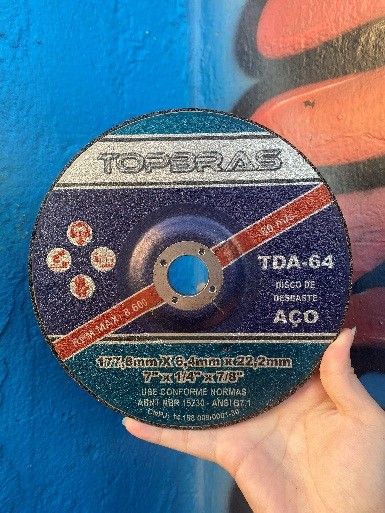 TOPBRAS
80 m/s
TDA-64
DISCO DE
DESBASTE
AÇO
RPM MAX: 8.600
177,8mm X 6,4mm x 22,2mm
7" x 1/4" x 7/8"
USE CONFORME NORMAS
ABNT NBR 15230 - ANSI B7.1